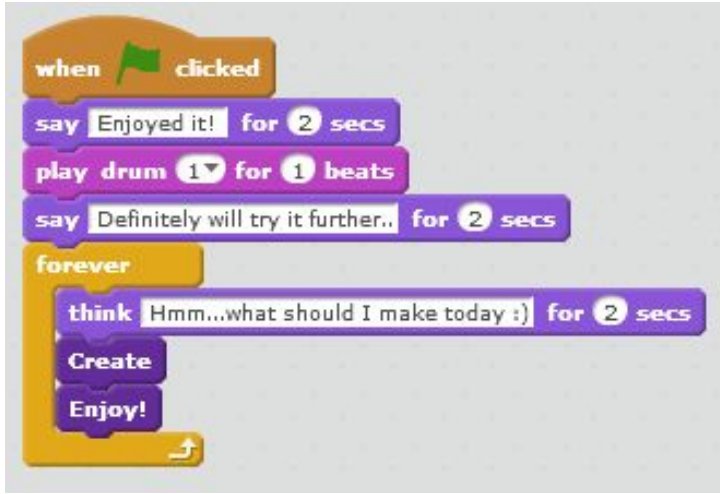 when clicked
say Enjoyed it! for 2 secs
play drum 1 for 1 beats
say Definitely will try it further.. for 2 secs
forever
think Hmm...what should I make today :) for 2 secs
Create
Enjoy!